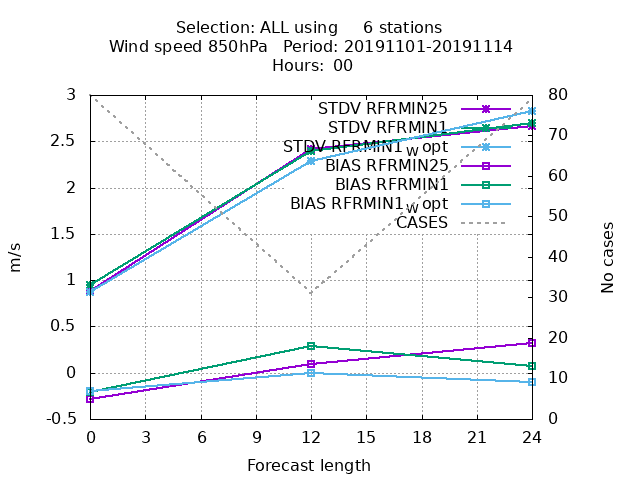 Selection: ALL using 6 stations
Wind speed 850hPa Period: 20191101-20191114
Hours: 00
3
2.5
2
1.5
1
0.5
0
-0.5
m/s
STDV RFRMIN25
STDV RFRMIN1
STDV RFRMIN1_W opt
BIAS RFRMIN25
BIAS RFRMIN1
BIAS RFRMIN1_W opt
CASES
80
70
60
50
40
30
20
10
0
No cases
0 3 6 9 12 15 18 21 24
Forecast length